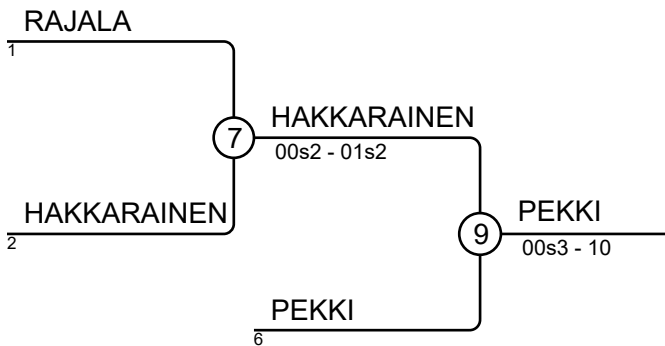 RAJALA
1
7
HAKKARAINEN
00s2 - 01s2
HAKKARAINEN
2
9
PEKKI
00s3 - 10
PEKKI
6